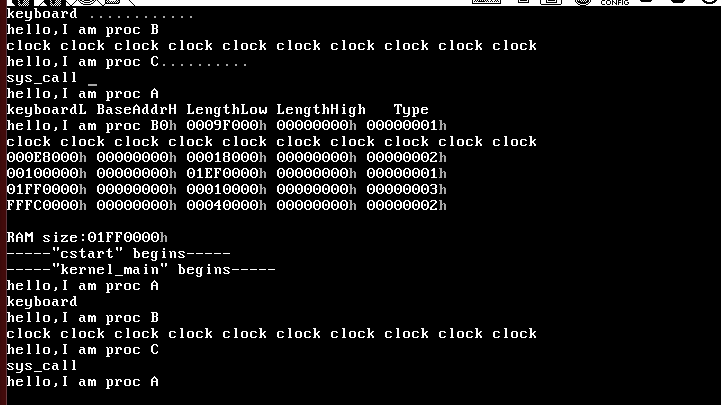 CONFIG
keyboard ............
hello,I am proc B
clock clock clock clock clock clock clock clock clock clock
hello,I am proc C..........
sys_call _
hello,I am proc A
keyboardL BaseAddrH LengthLow LengthHigh Type
hello,I am proc B0h 0009F000h 00000000h 00000001h
clock clock clock clock clock clock clock clock clock clock
000E8000h 00000000h 00018000h 00000000h 00000002h
00100000h 00000000h 01EF0000h 00000000h 00000001h
01FF0000h 00000000h 00010000h 00000000h 00000003h
FFFC0000h 00000000h 00040000h 00000000h 00000002h
RAM size:01FF0000h
-----"cstart" begins-----
-----"kernel_main" begins-----
hello,I am proc A
keyboard
hello,I am proc B
clock clock clock clock clock clock clock clock clock clock
hello,I am proc C
sys_call
hello,I am proc A